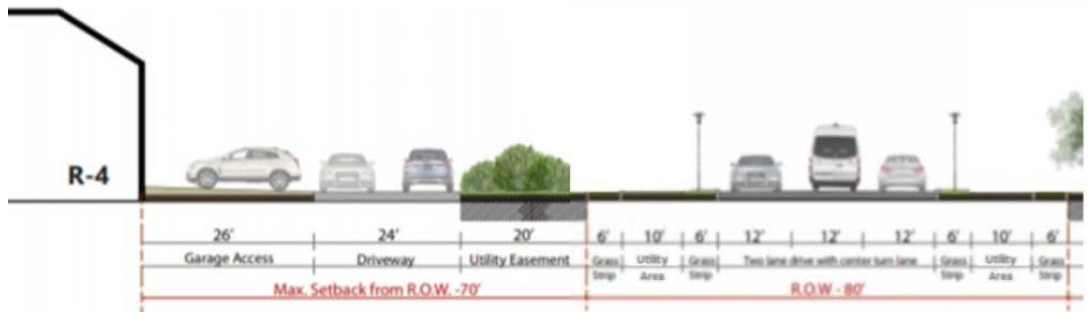 R-4
26' 24' 20' 6' 10' 6' 12' 12' 12' 6' 10' 6'
Garage Access Driveway Utility Easement Grass Strip Utility Area Grass Strip Two lane drive with center turn lane Grass Strip Utility Area Grass Strip
Max. Setback from R.O.W. -70' R.O.W - 80'